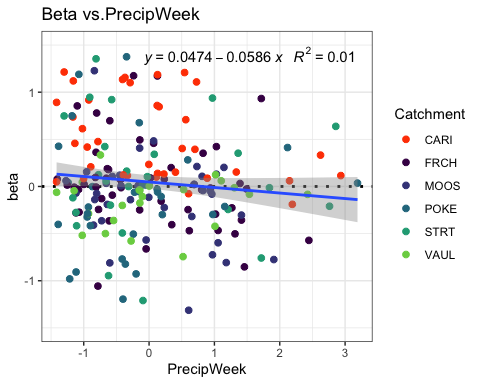 Beta vs.PrecipWeek
y = 0.0474 – 0.0586 x R² = 0.01
1
0
-1
beta
-1 0 1 2 3
PrecipWeek
Catchment
CARI
FRCH
MOOS
POKE
STRT
VAUL